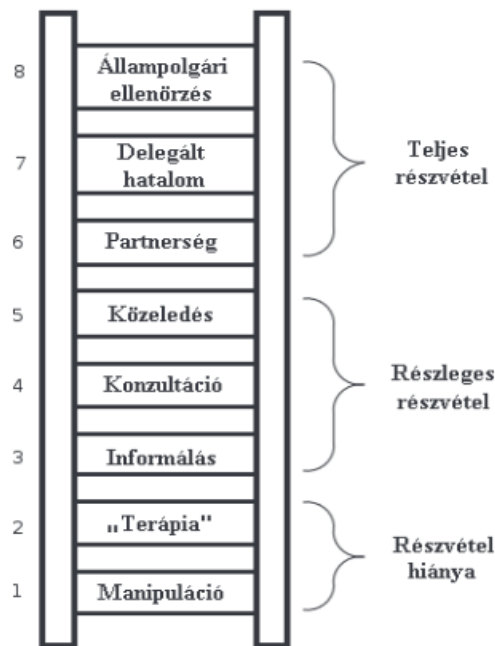 8
Állampolgári
ellenörzés
7
Delegált
hatalom
Teljes
részvétel
6
Partnerség
5
Közeledés
4
Konzultáció
Részleges
részvétel
3
Informálás
2
„Terápia"
Részvétel
hiánya
1
Manipuláció